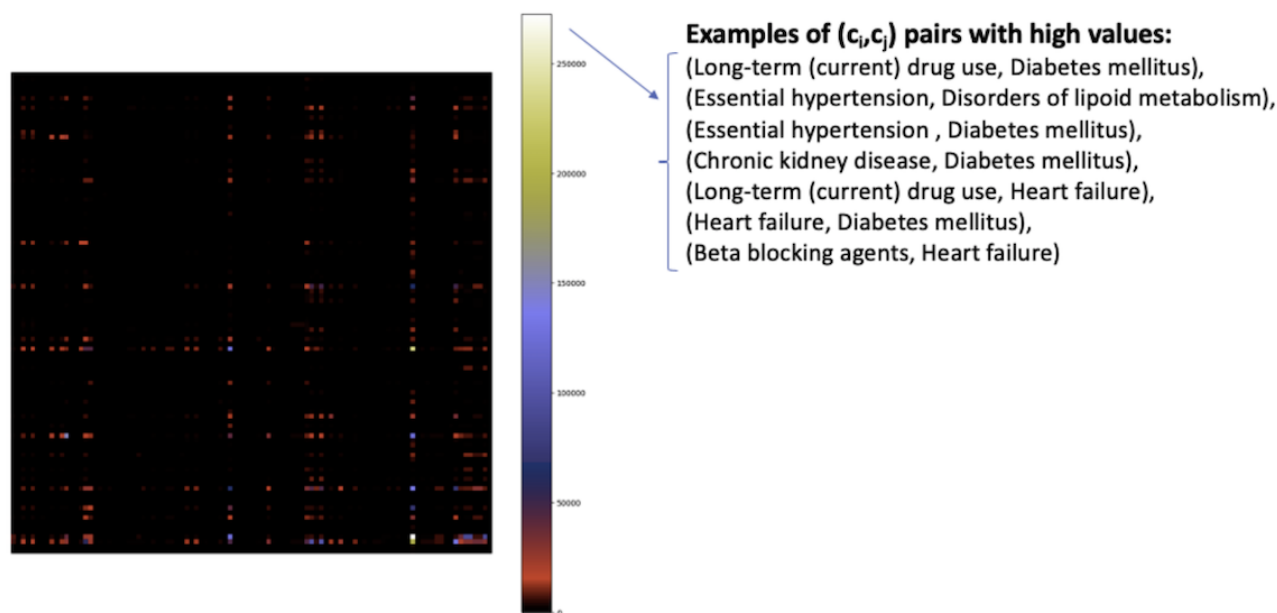 Examples of (cᵢ,cⱼ) pairs with high values:
(Long-term (current) drug use, Diabetes mellitus),
(Essential hypertension, Disorders of lipoid metabolism),
(Essential hypertension , Diabetes mellitus),
(Chronic kidney disease, Diabetes mellitus),
(Long-term (current) drug use, Heart failure),
(Heart failure, Diabetes mellitus),
(Beta blocking agents, Heart failure)
250000
200000
150000
100000
50000
0